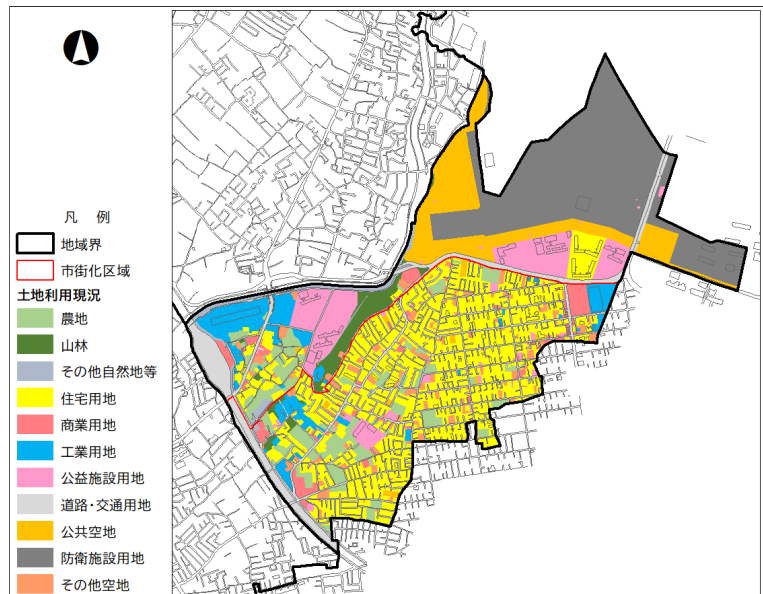 凡 例
地域界
市街化区域
土地利用現況
農地
山林
その他自然地等
住宅用地
商業用地
工業用地
公益施設用地
道路・交通用地
公共空地
防衛施設用地
その他空地